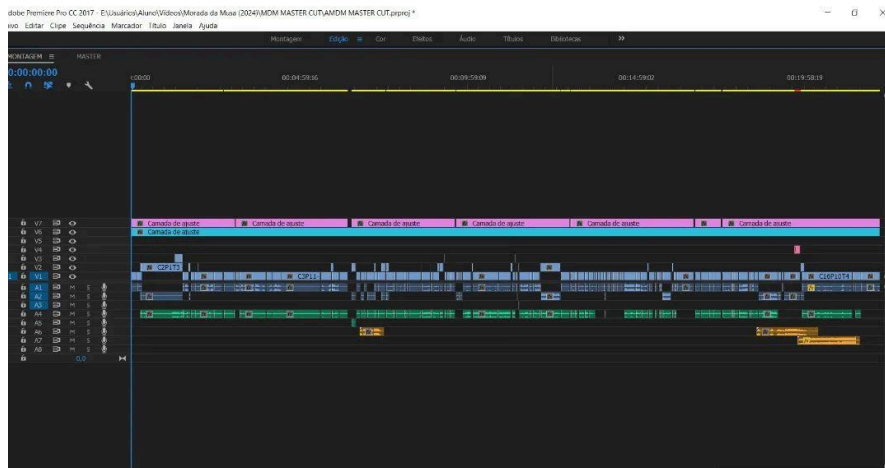 dobe Premiere Pro CC 2017 - E:\Usuários\Aluno\Vídeos\Morada da Musa (2024)\MDM MASTER CUT\AMDM MASTER CUT.prproj *
ivo Editar Clipe Sequência Marcador Título Janela Ajuda
Montagem Edição Cor Efeitos Áudio Títulos Bibliotecas
MONTAGEM MASTER
0:00:00:00
:00:00 00:04:59:16 00:09:59:09 00:14:59:02 00:19:58:19
V7 Camada de ajuste Camada de ajuste Camada de ajuste Camada de ajuste Camada de ajuste Camada de ajuste
V6 Camada de ajuste
V5
V4
V3
V2 C2P1T3
V1 C3P11- C16P10T4
A1 M S
A2 M S
A3 M S
A4 M S
A5 M S
A6 M S
A7 M S
A8 M S
0,0